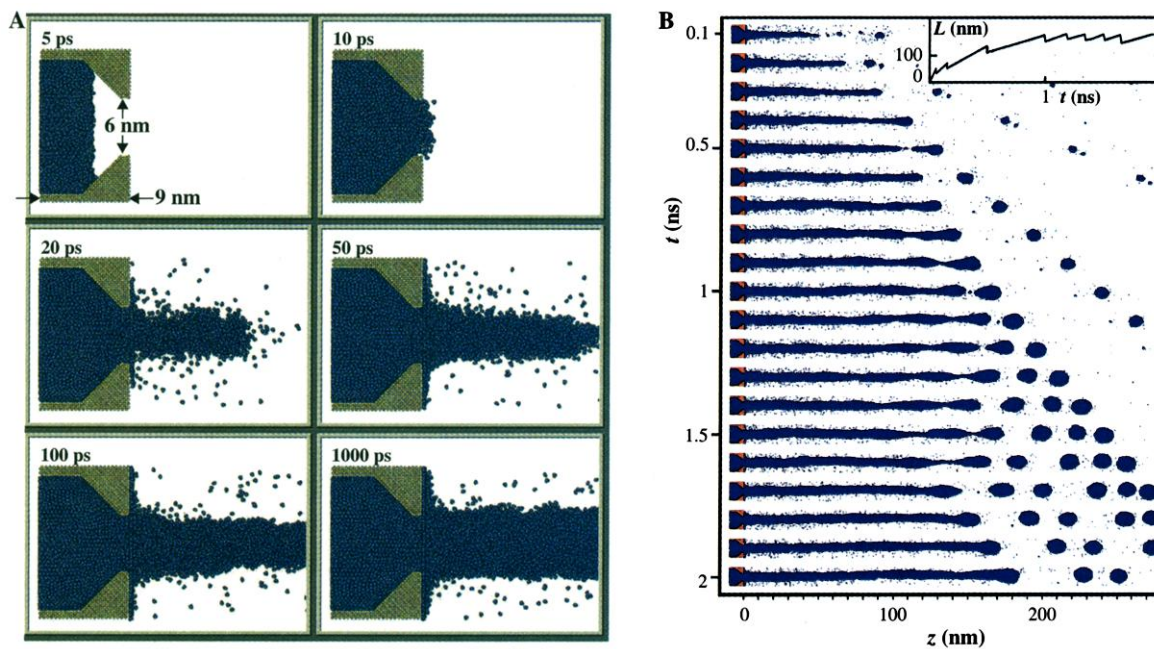 A
5 ps
6 nm
9 nm
10 ps
20 ps
50 ps
100 ps
1000 ps
B
L (nm)
100
0
1 t (ns)
0.1
0.5
1
1.5
2
t (ns)
0 100 200
z (nm)